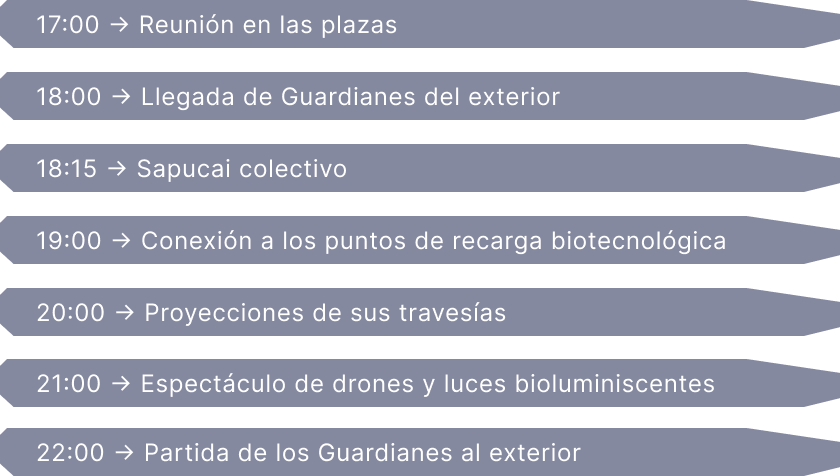 17:00 → Reunión en las plazas
18:00 → Llegada de Guardianes del exterior
18:15 → Sapucai colectivo
19:00 → Conexión a los puntos de recarga biotecnológica
20:00 → Proyecciones de sus travesías
21:00 → Espectáculo de drones y luces bioluminiscentes
22:00 → Partida de los Guardianes al exterior